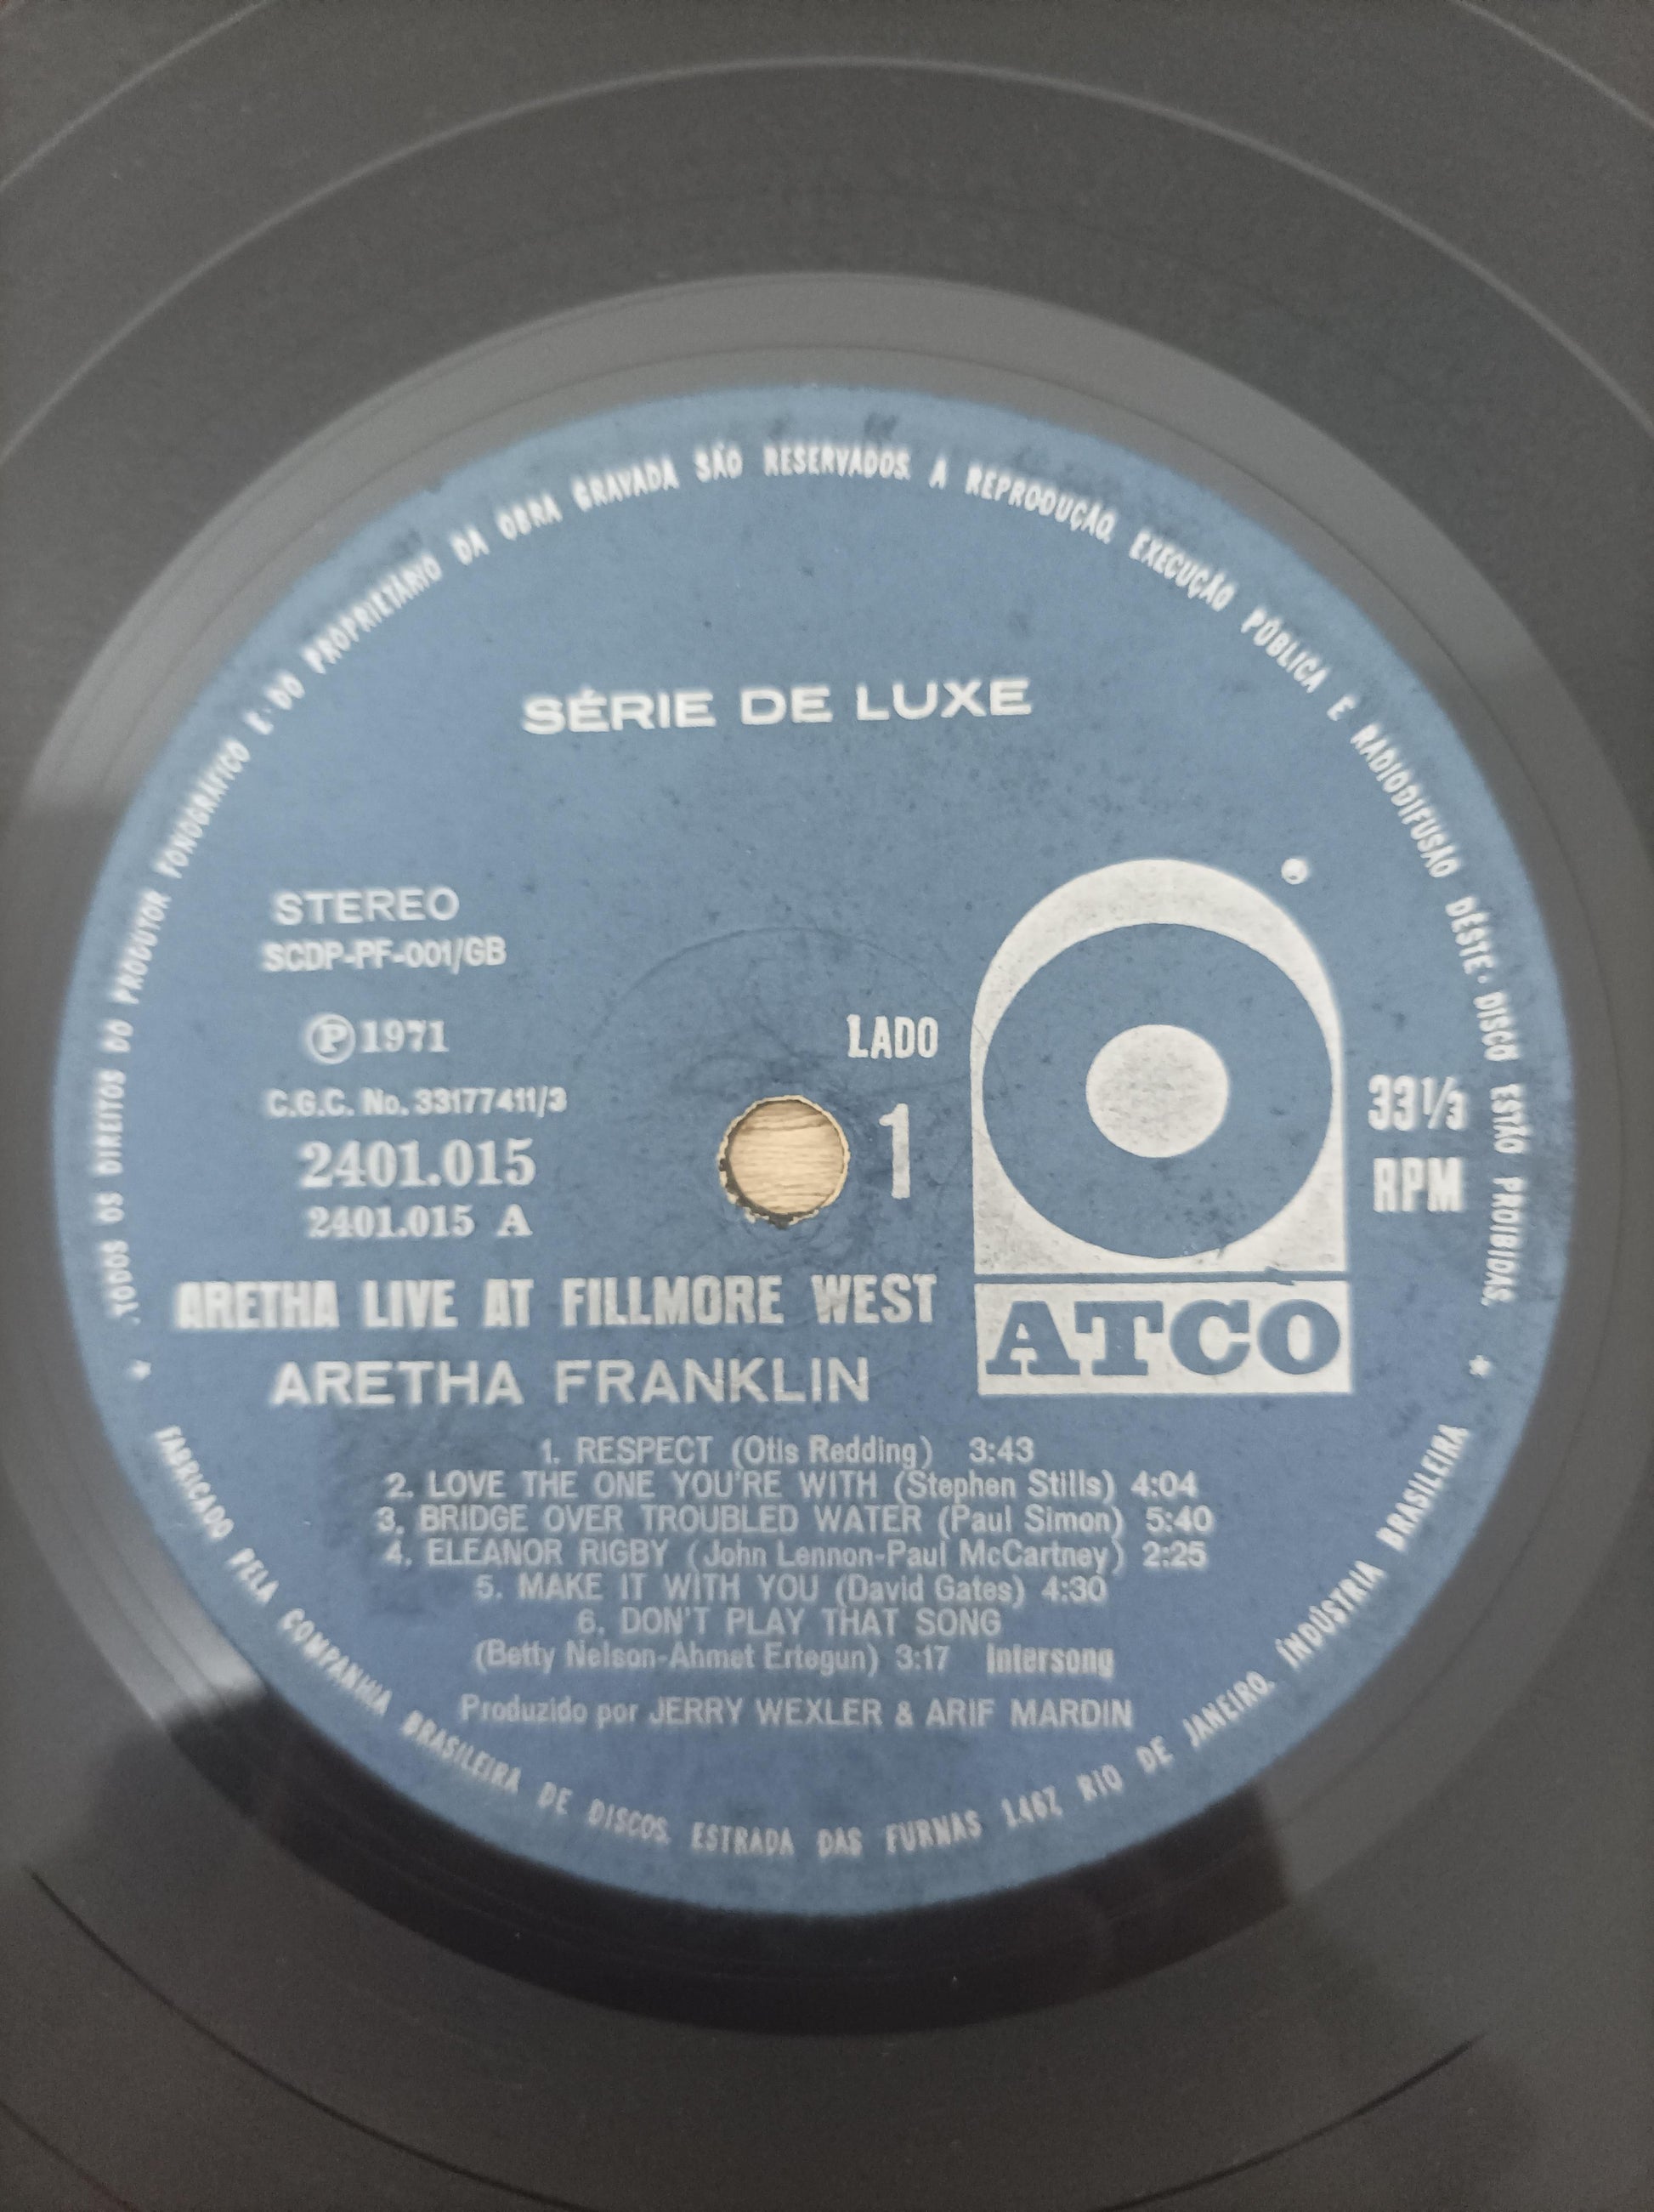 .TODOS OS DIREITOS DO PRODUTOR FONOGRÁFICO E DO PROPRIETÁRIO DA OBRA GRAVADA SÃO RESERVADOS. A REPRODUÇÃO, EXECUÇÃO PÚBLICA E RADIODIFUSÃO DÊSTE DISCO ESTÃO PROIBIDAS.
SÉRIE DE LUXE
STEREO
SCDP-PF-001/GB
Ⓟ 1971
C.G.C. No. 33177411/3
2401.015
2401.015 A
LADO
1
33⅓
RPM
ATCO
ARETHA LIVE AT FILLMORE WEST
ARETHA FRANKLIN
1. RESPECT (Otis Redding) 3:43
2. LOVE THE ONE YOU'RE WITH (Stephen Stills) 4:04
3. BRIDGE OVER TROUBLED WATER (Paul Simon) 5:40
4. ELEANOR RIGBY (John Lennon-Paul McCartney) 2:25
5. MAKE IT WITH YOU (David Gates) 4:30
6. DON'T PLAY THAT SONG
(Betty Nelson-Ahmet Ertegun) 3:17 Intersong
Produzido por JERRY WEXLER & ARIF MARDIN
* FABRICADO PELA COMPANHIA BRASILEIRA DE DISCOS. ESTRADA DAS FURNAS 1.467, RIO DE JANEIRO. INDÚSTRIA BRASILEIRA *